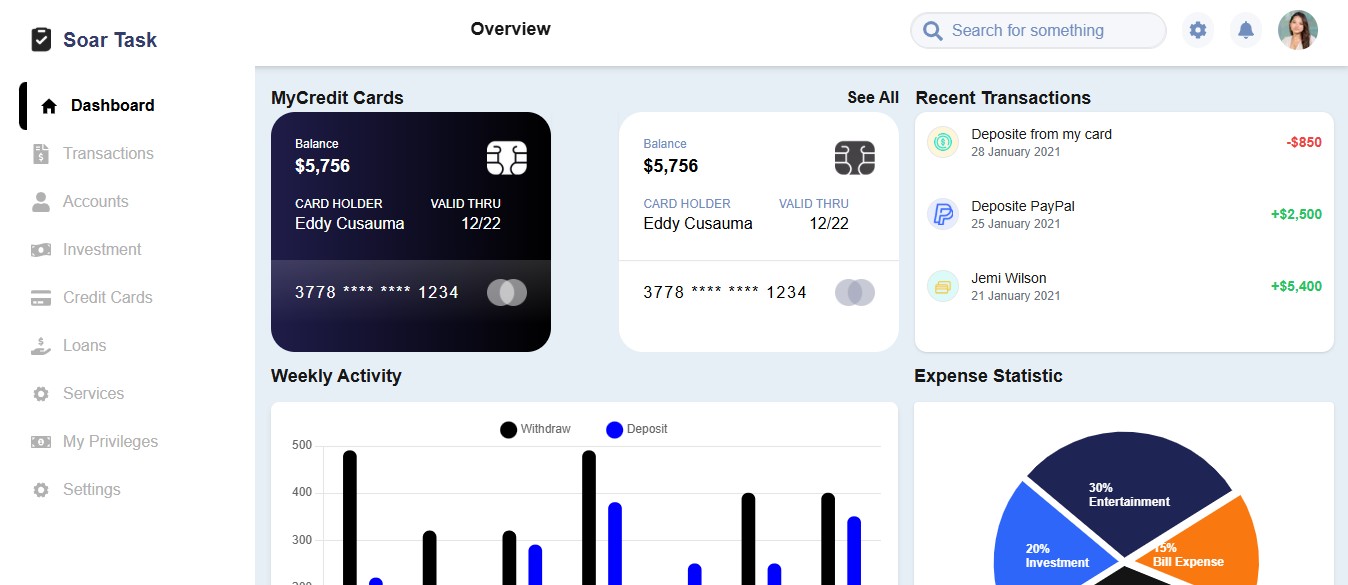 Soar Task
Overview
Search for something
Dashboard
Transactions
Accounts
Investment
Credit Cards
Loans
Services
My Privileges
Settings
MyCredit Cards
See All
Balance
$5,756
CARD HOLDER
VALID THRU
Eddy Cusauma
12/22
3778 **** **** 1234
Balance
$5,756
CARD HOLDER
VALID THRU
Eddy Cusauma
12/22
3778 **** **** 1234
Recent Transactions
Deposite from my card
28 January 2021
-$850
Deposite PayPal
25 January 2021
+$2,500
Jemi Wilson
21 January 2021
+$5,400
Weekly Activity
Withdraw
Deposit
500
400
300
200
Expense Statistic
30%
Entertainment
20%
Investment
15%
Bill Expense